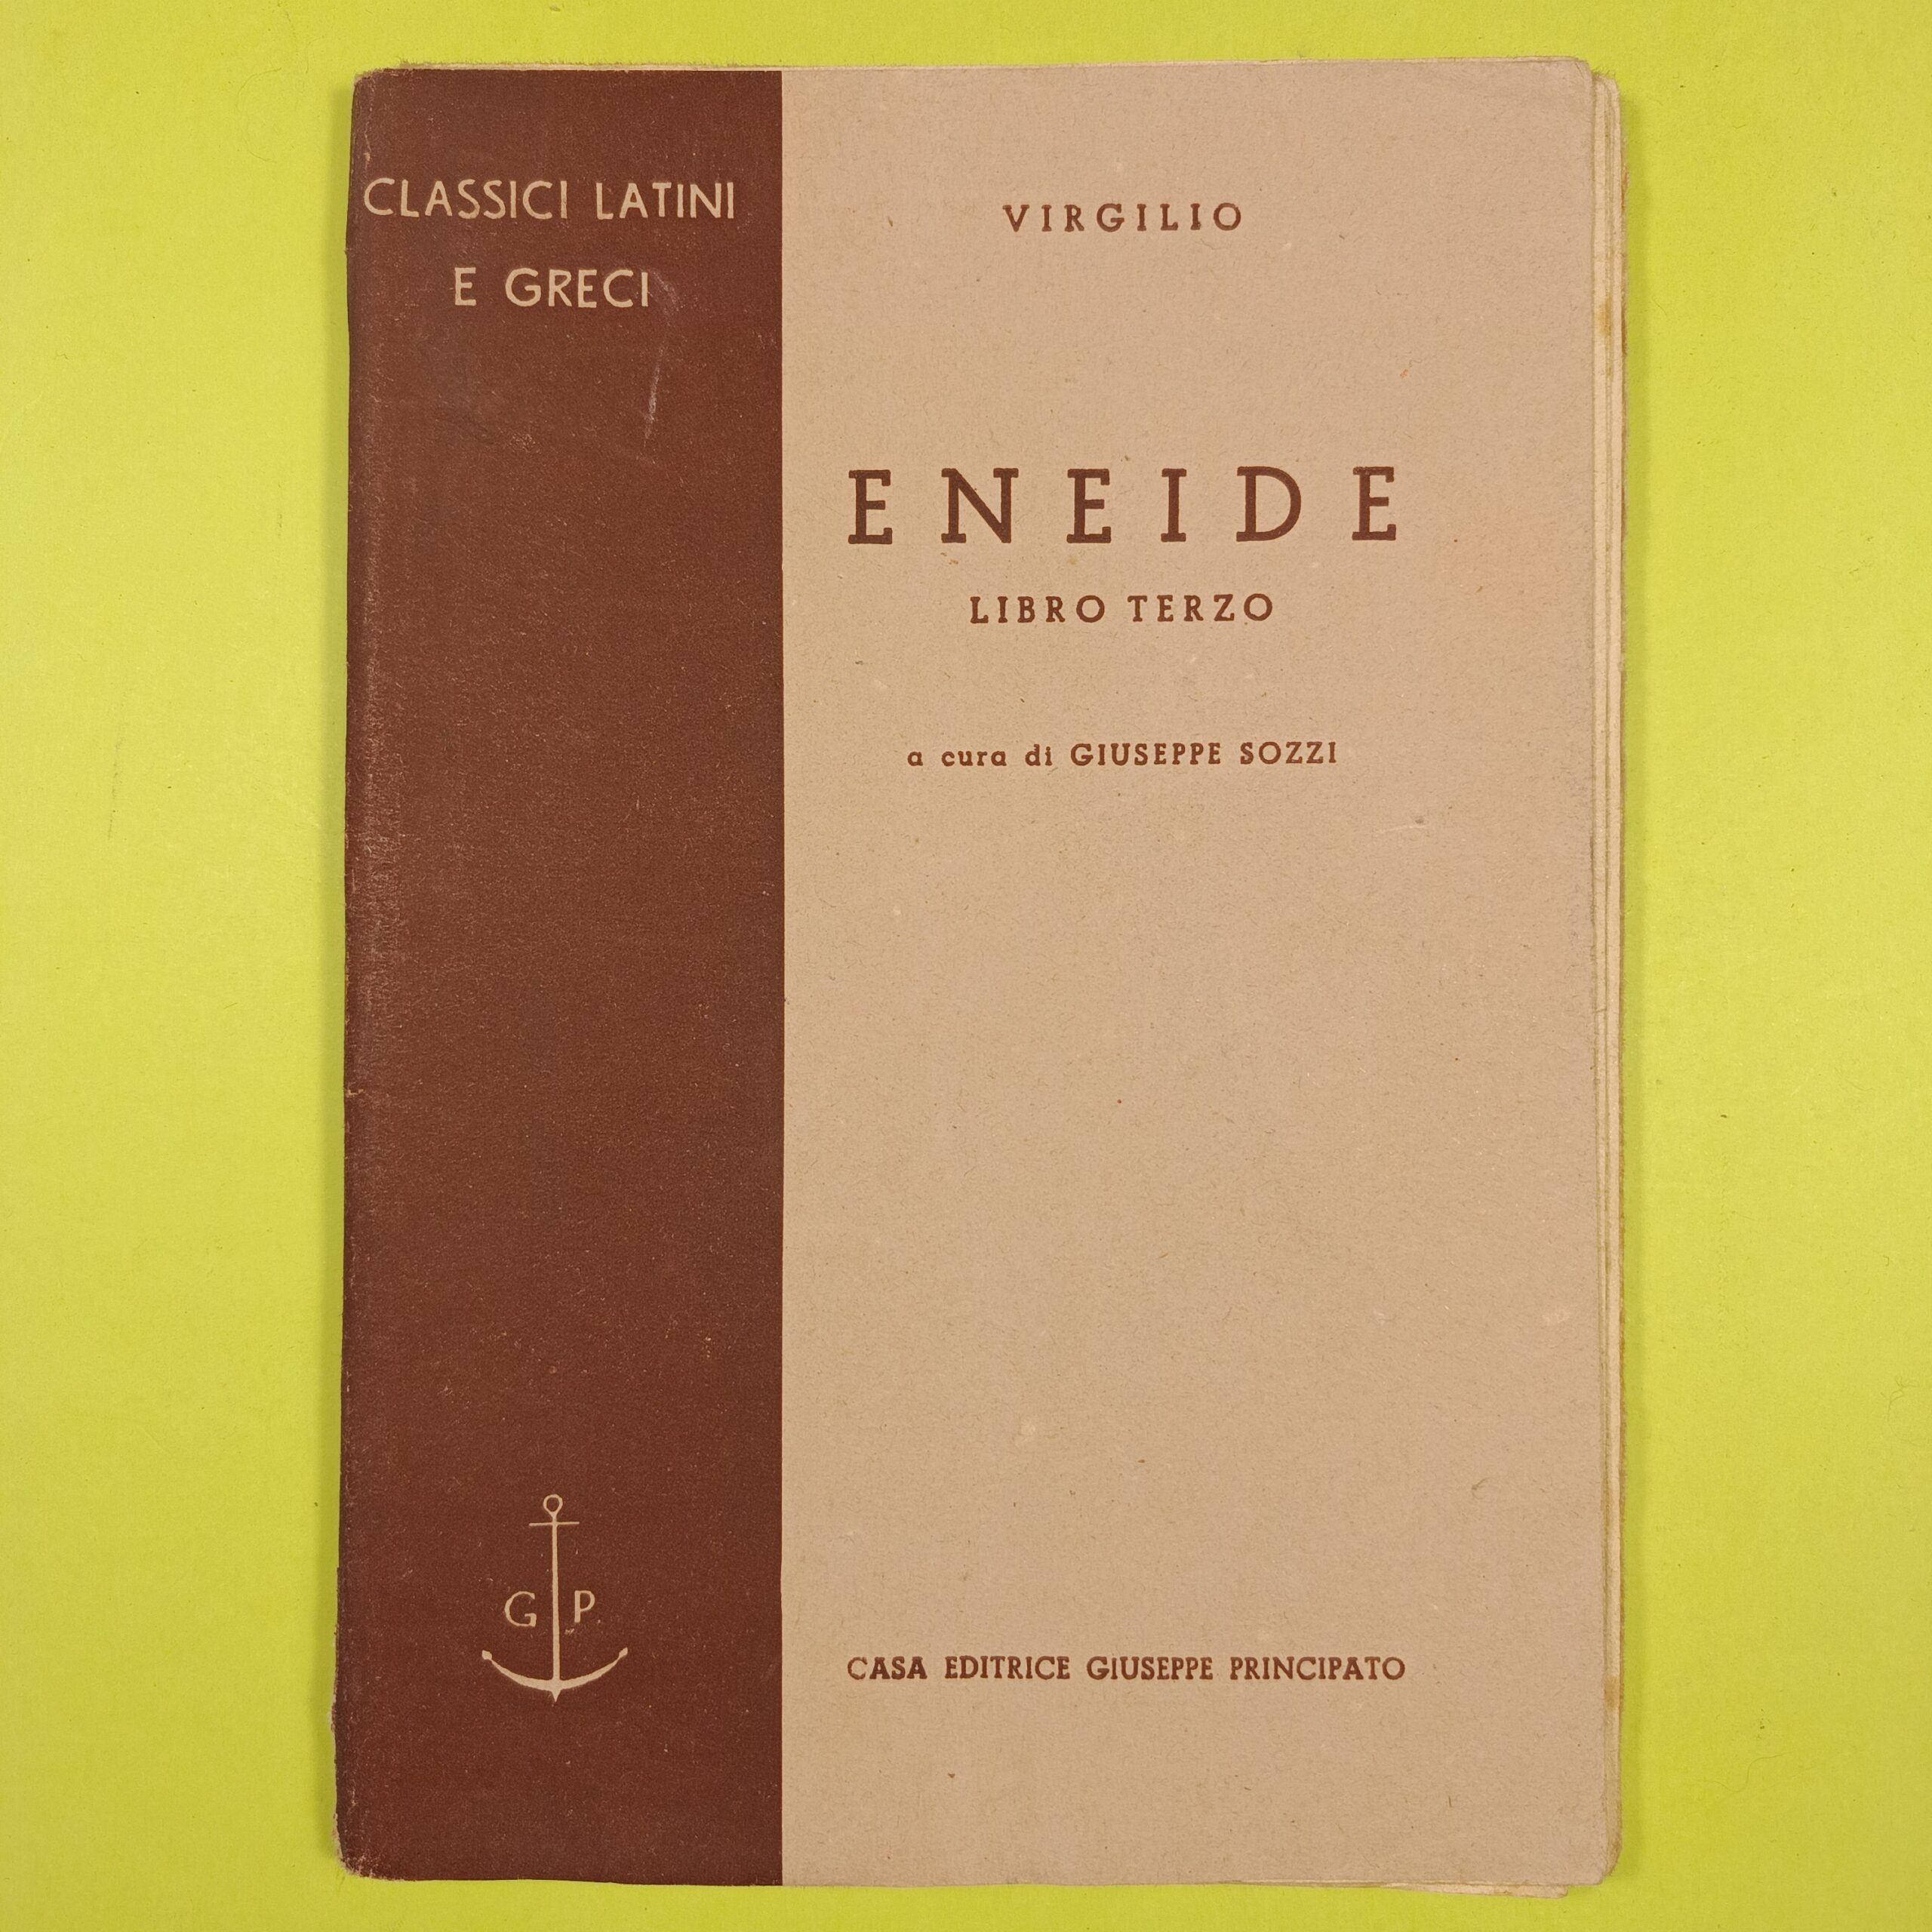 CLASSICI LATINI
E GRECI
VIRGILIO
ENEIDE
LIBRO TERZO
a cura di GIUSEPPE SOZZI
G P
CASA EDITRICE GIUSEPPE PRINCIPATO